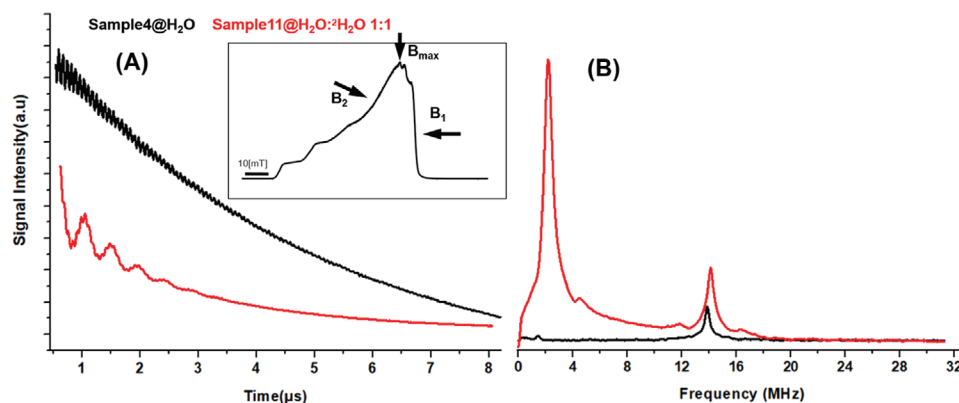 Sample4@H₂O Sample11@H₂O:²H₂O 1:1
(A)
(B)
Bmax
B₂
B₁
10[mT]
Signal Intensity(a.u)
1 2 3 4 5 6 7 8
Time(µs)
0 4 8 12 16 20 24 28 32
Frequency (MHz)